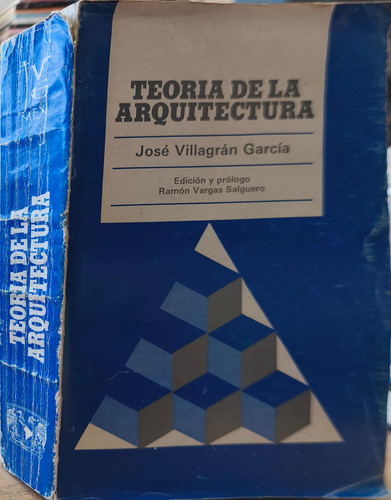 TEORIA DE LA
ARQUITECTURA
José Villagrán García
Edición y prólogo
Ramón Vargas Salguero
TEORIA DE LA
ARQUITECTURA